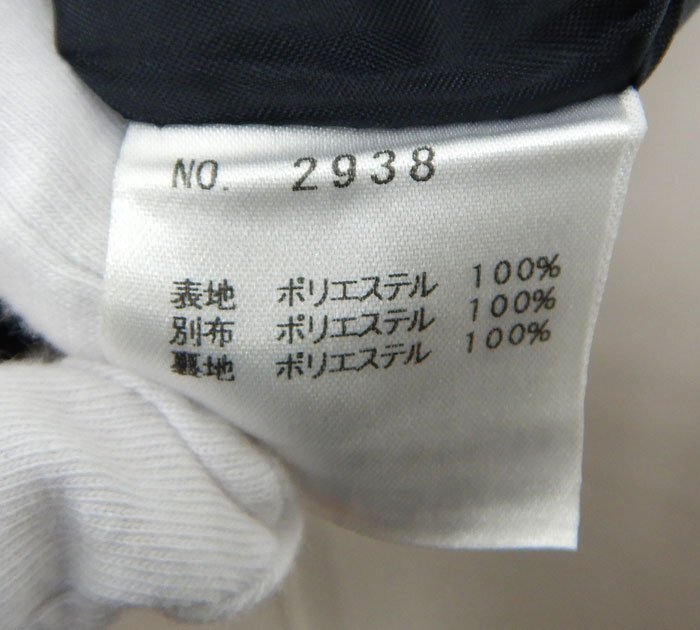 NO. 2938
表地 ポリエステル 100%
別布 ポリエステル 100%
裏地 ポリエステル 100%